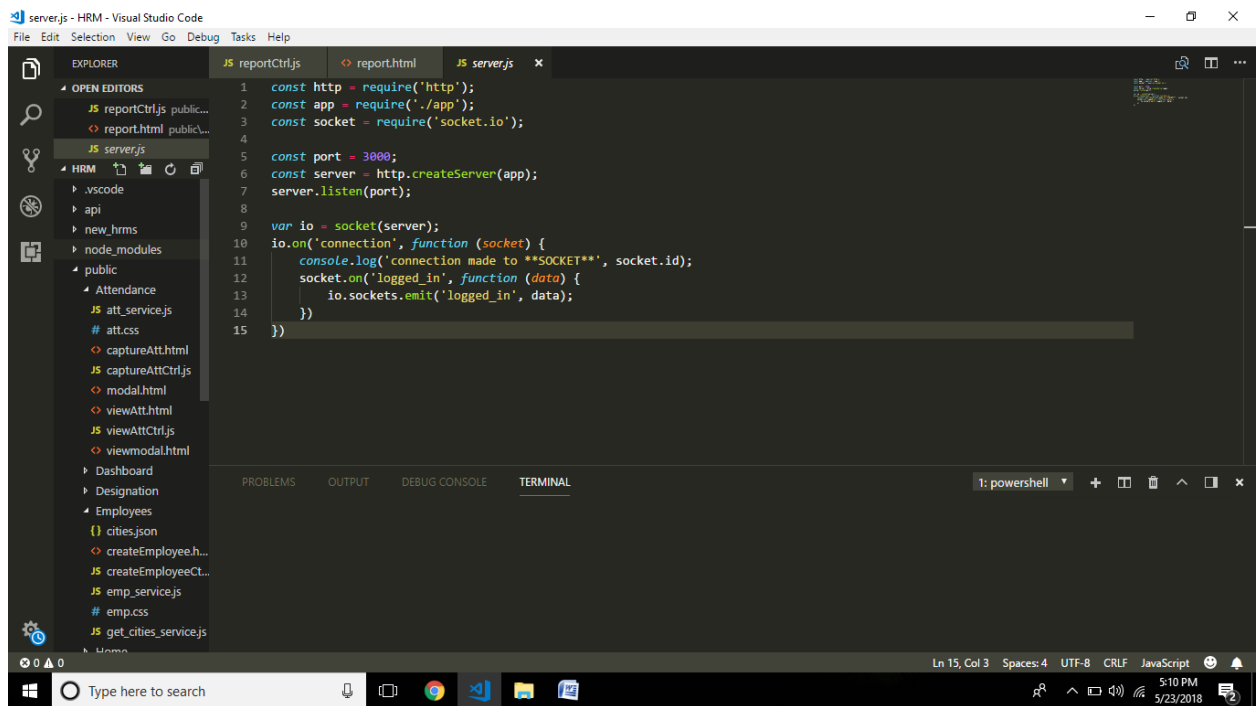 server.js - HRM - Visual Studio Code
File Edit Selection View Go Debug Tasks Help
EXPLORER
OPEN EDITORS
JS reportCtrl.js public...
<> report.html public\...
JS server.js
HRM
.vscode
api
new_hrms
node_modules
public
Attendance
JS att_service.js
# att.css
<> captureAtt.html
JS captureAttCtrl.js
<> modal.html
<> viewAtt.html
JS viewAttCtrl.js
<> viewmodal.html
Dashboard
Designation
Employees
{} cities.json
<> createEmployee.h...
JS createEmployeeCt...
JS emp_service.js
# emp.css
JS get_cities_service.js
Home
JS reportCtrl.js <> report.html JS server.js
1 const http = require('http');
2 const app = require('./app');
3 const socket = require('socket.io');
4
5 const port = 3000;
6 const server = http.createServer(app);
7 server.listen(port);
8
9 var io = socket(server);
10 io.on('connection', function (socket) {
11 console.log('connection made to **SOCKET**', socket.id);
12 socket.on('logged_in', function (data) {
13 io.sockets.emit('logged_in', data);
14 })
15 })
PROBLEMS OUTPUT DEBUG CONSOLE TERMINAL
1: powershell
0 0
Ln 15, Col 3 Spaces: 4 UTF-8 CRLF JavaScript
Type here to search
5:10 PM
5/23/2018
2